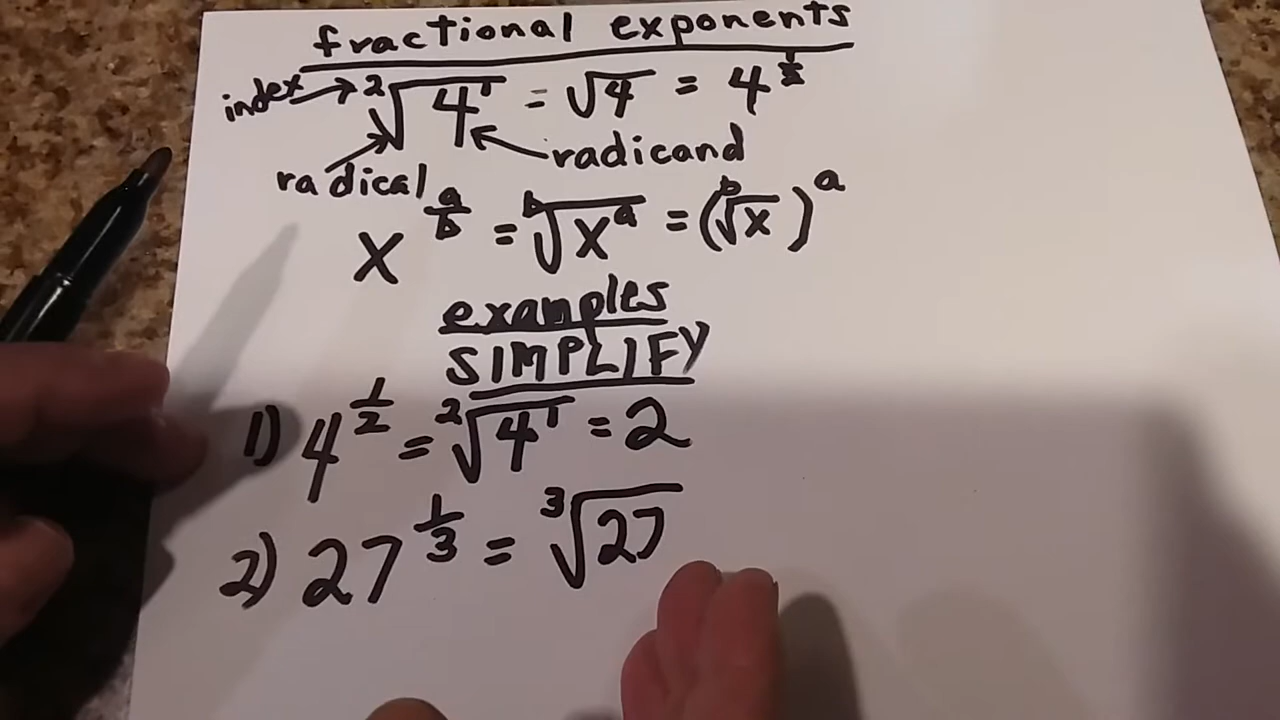 fractional exponents
index → ²√4¹ = √4 = 4^½
radical radicand
x^(a/b) = ᵇ√xᵃ = (ᵇ√x)ᵃ
examples
SIMPLIFY
1) 4^½ = ²√4¹ = 2
2) 27^⅓ = ³√27